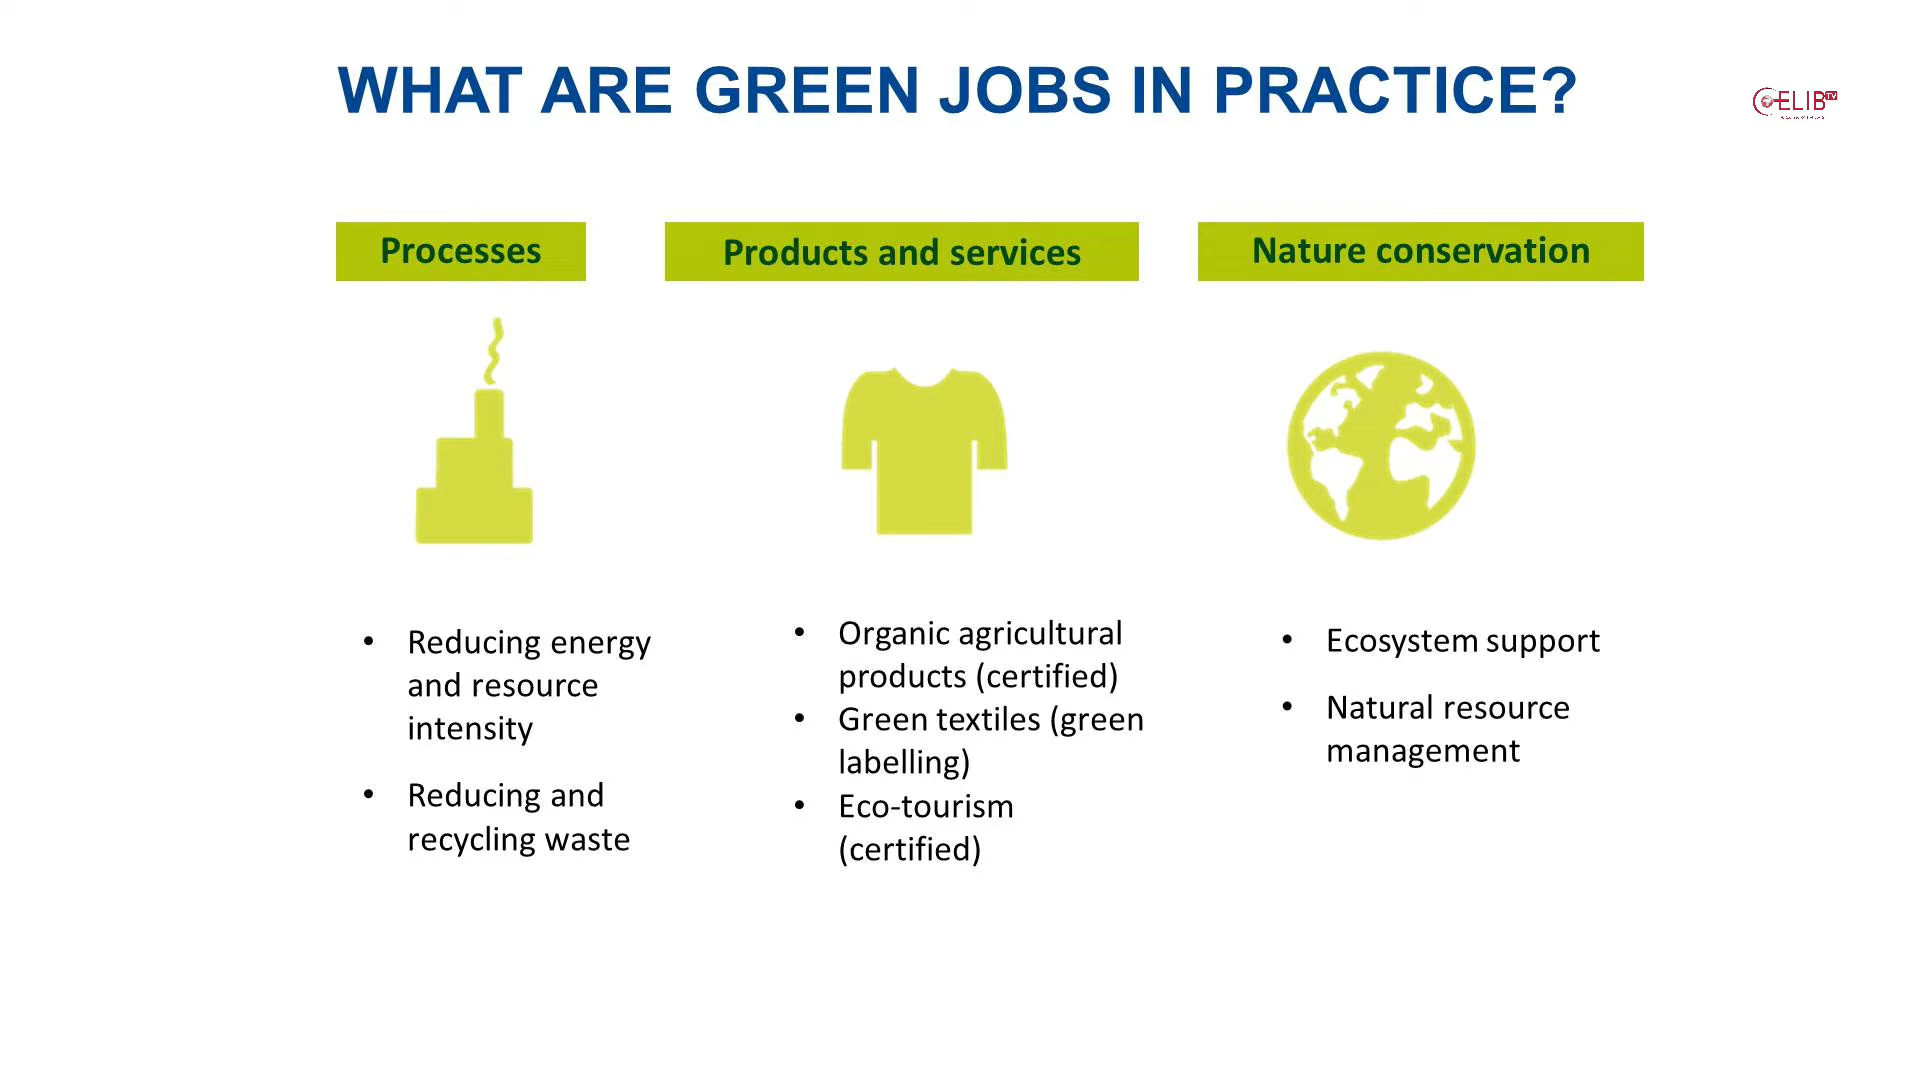 WHAT ARE GREEN JOBS IN PRACTICE?
ELIB TV
Processes
Products and services
Nature conservation
• Reducing energy
and resource
intensity
• Reducing and
recycling waste
• Organic agricultural
products (certified)
• Green textiles (green
labelling)
• Eco-tourism
(certified)
• Ecosystem support
• Natural resource
management